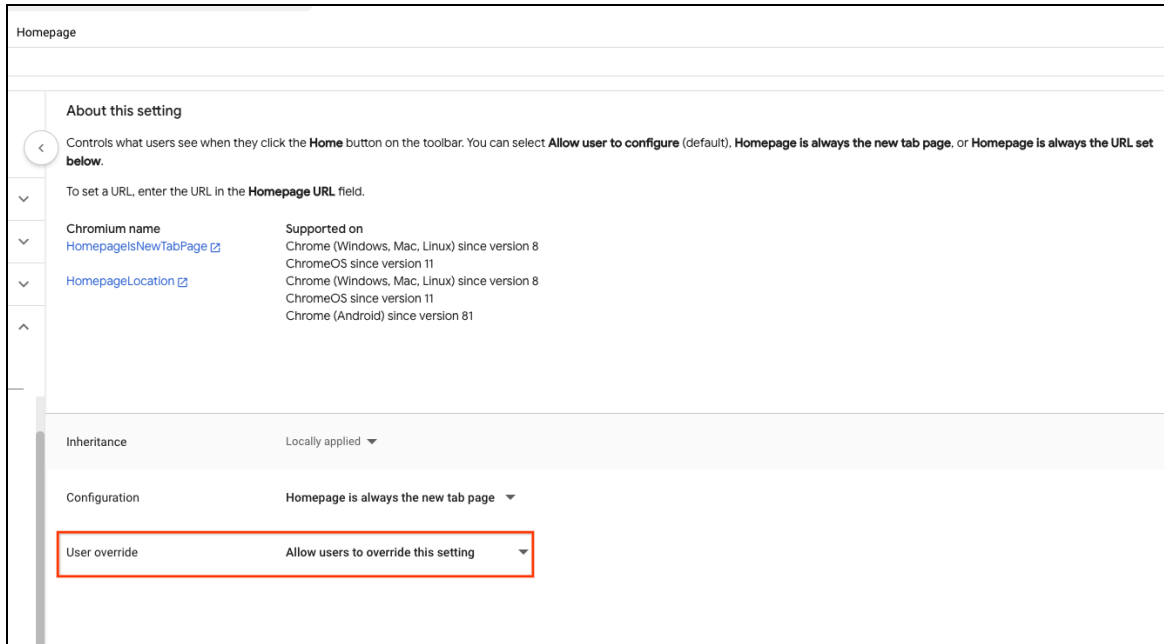 Homepage
About this setting
Controls what users see when they click the Home button on the toolbar. You can select Allow user to configure (default), Homepage is always the new tab page, or Homepage is always the URL set
below.
To set a URL, enter the URL in the Homepage URL field.
Chromium name Supported on
HomepageIsNewTabPage Chrome (Windows, Mac, Linux) since version 8
ChromeOS since version 11
HomepageLocation Chrome (Windows, Mac, Linux) since version 8
ChromeOS since version 11
Chrome (Android) since version 81
Inheritance Locally applied
Configuration Homepage is always the new tab page
User override Allow users to override this setting